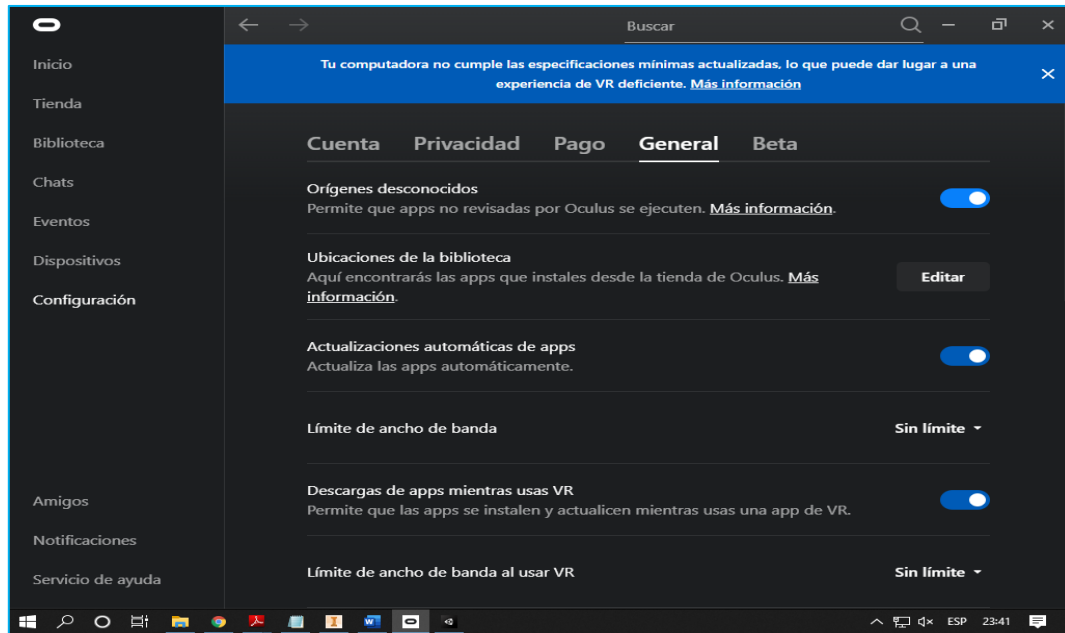 Buscar
Inicio
Tienda
Biblioteca
Chats
Eventos
Dispositivos
Configuración
Amigos
Notificaciones
Servicio de ayuda
Tu computadora no cumple las especificaciones mínimas actualizadas, lo que puede dar lugar a una
experiencia de VR deficiente. Más información
Cuenta Privacidad Pago General Beta
Orígenes desconocidos
Permite que apps no revisadas por Oculus se ejecuten. Más información.
Ubicaciones de la biblioteca
Aquí encontrarás las apps que instales desde la tienda de Oculus. Más
información.
Editar
Actualizaciones automáticas de apps
Actualiza las apps automáticamente.
Límite de ancho de banda
Sin límite
Descargas de apps mientras usas VR
Permite que las apps se instalen y actualicen mientras usas una app de VR.
Límite de ancho de banda al usar VR
Sin límite
ESP 23:41